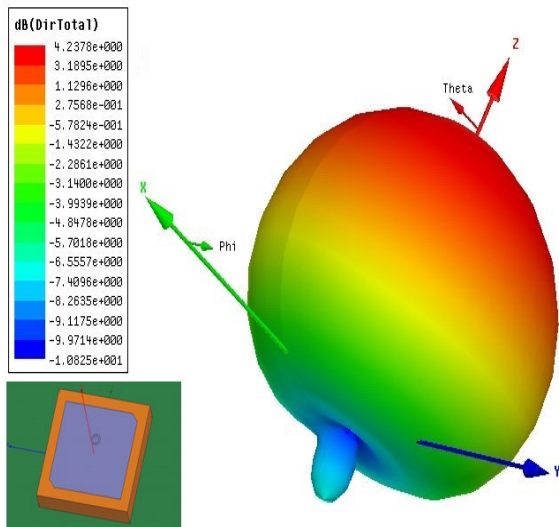 dB(DirTotal)
4.2378e+000
3.1895e+000
1.1296e+000
2.7568e-001
-5.7824e-001
-1.4322e+000
-2.2861e+000
-3.1400e+000
-3.9939e+000
-4.8478e+000
-5.7018e+000
-6.5557e+000
-7.4096e+000
-8.2635e+000
-9.1175e+000
-9.9714e+000
-1.0825e+001
Z
Theta
X
Phi
Y